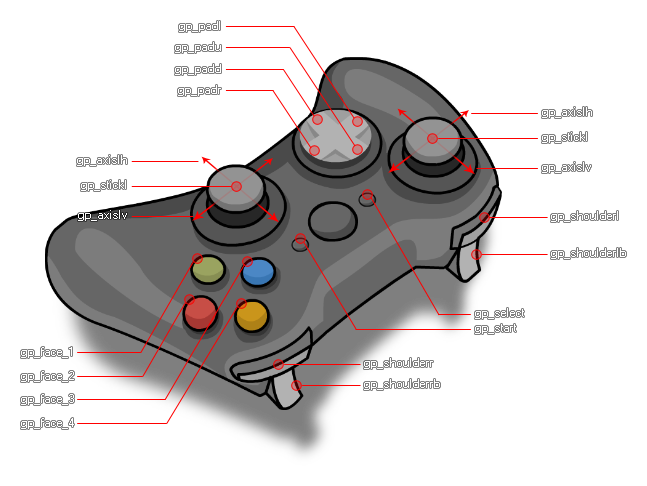 gp_padl
gp_padu
gp_padd
gp_padr
gp_axislh
gp_stickl
gp_axislv
gp_axislh
gp_stickl
gp_axislv
gp_shoulderl
gp_shoulderlb
gp_select
gp_start
gp_face_1
gp_face_2
gp_face_3
gp_face_4
gp_shoulderr
gp_shoulderrb